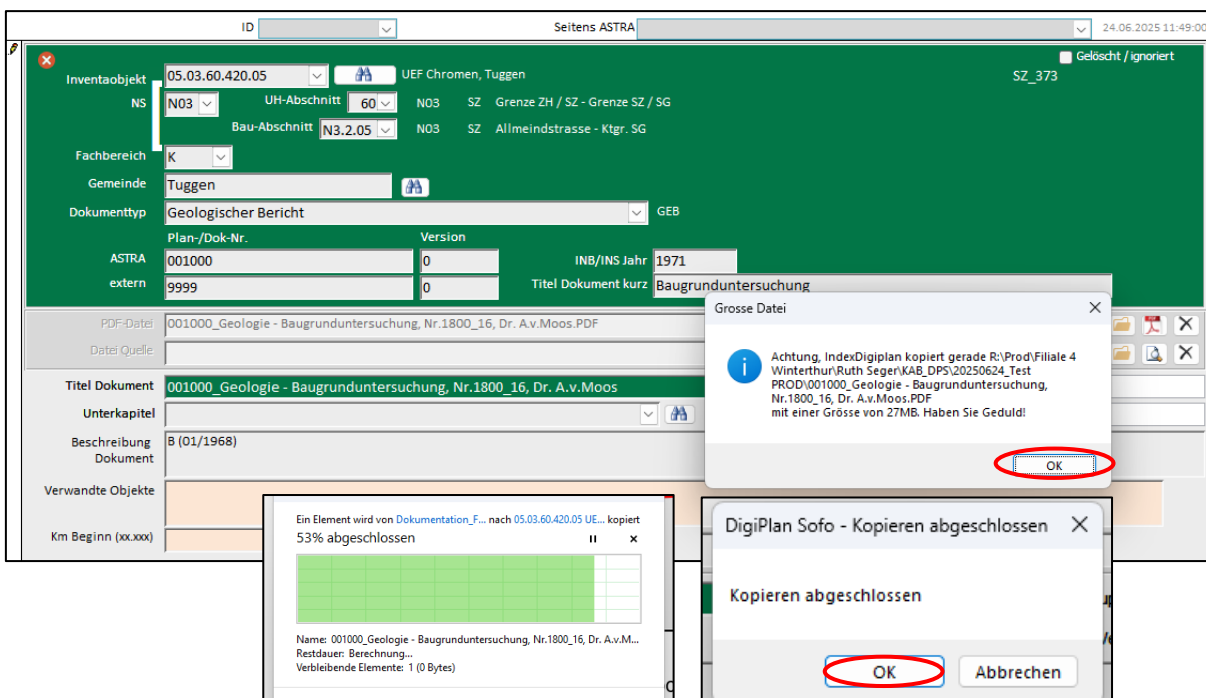 ID Seitens ASTRA 24.06.2025 11:49:00
Gelöscht / ignoriert
Inventaobjekt 05.03.60.420.05 UEF Chromen, Tuggen SZ_373
NS N03 UH-Abschnitt 60 N03 SZ Grenze ZH / SZ - Grenze SZ / SG
Bau-Abschnitt N3.2.05 N03 SZ Allmeindstrasse - Ktgr. SG
Fachbereich K
Gemeinde Tuggen
Dokumenttyp Geologischer Bericht GEB
Plan-/Dok-Nr. Version
ASTRA 001000 0 INB/INS Jahr 1971
extern 9999 0 Titel Dokument kurz Baugrunduntersuchung
PDF-Datei 001000_Geologie - Baugrunduntersuchung, Nr.1800_16, Dr. A.v.Moos.PDF
Datei Quelle
Titel Dokument 001000_Geologie - Baugrunduntersuchung, Nr.1800_16, Dr. A.v.Moos
Unterkapitel
Beschreibung B (01/1968)
Dokument
Verwandte Objekte
Km Beginn (xx.xxx)
Grosse Datei
Achtung, IndexDigiplan kopiert gerade R:\Prod\Filiale 4
Winterthur\Ruth Seger\KAB_DPS\20250624_Test
PROD\001000_Geologie - Baugrunduntersuchung,
Nr.1800_16, Dr. A.v.Moos.PDF
mit einer Grösse von 27MB. Haben Sie Geduld!
OK
Ein Element wird von Dokumentation_F... nach 05.03.60.420.05 UE... kopiert
53% abgeschlossen
Name: 001000_Geologie - Baugrunduntersuchung, Nr.1800_16, Dr. A.v.M...
Restdauer: Berechnung...
Verbleibende Elemente: 1 (0 Bytes)
DigiPlan Sofo - Kopieren abgeschlossen
Kopieren abgeschlossen
OK Abbrechen